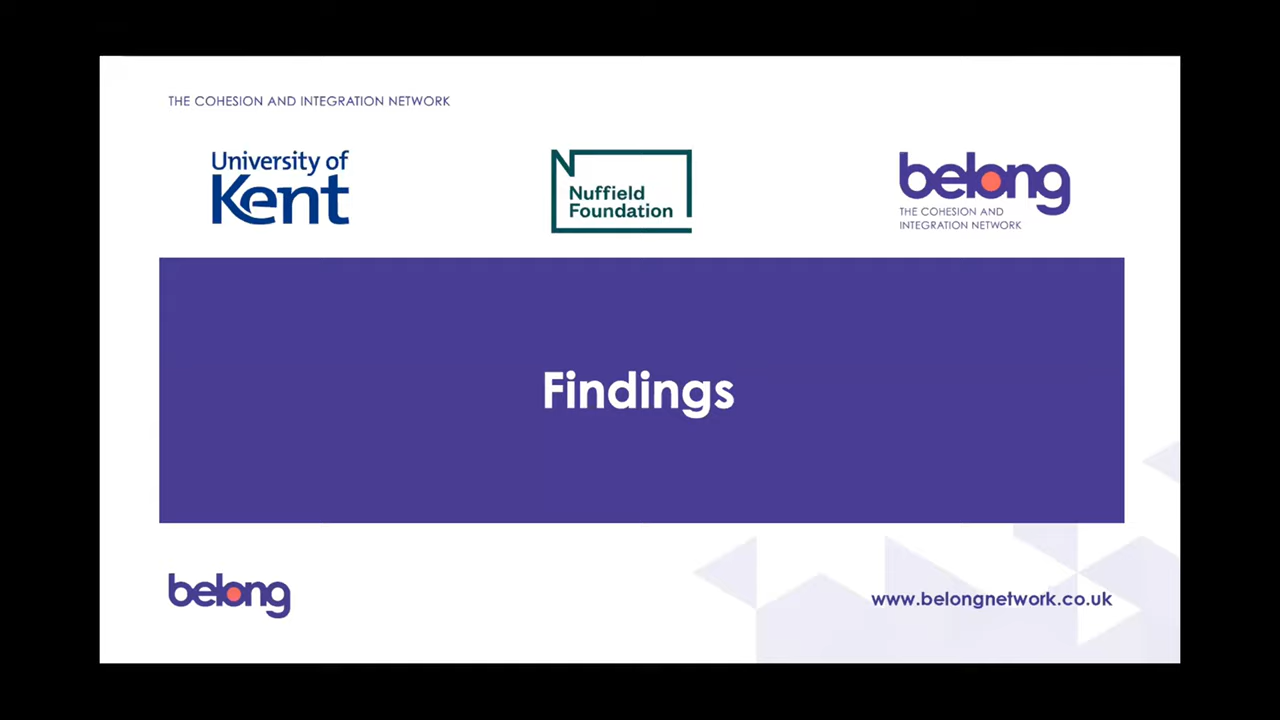 THE COHESION AND INTEGRATION NETWORK
University of
Kent
Nuffield
Foundation
belong
THE COHESION AND
INTEGRATION NETWORK
Findings
belong
www.belongnetwork.co.uk